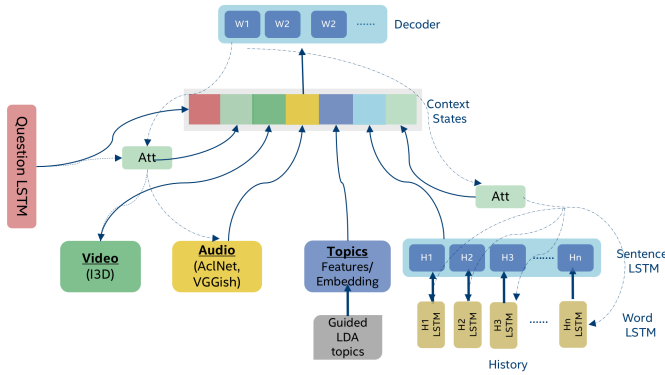 W1 W2 W2 ...... Decoder
Context
States
Question LSTM
Att
Att
Video
(I3D)
Audio
(AclNet,
VGGish)
Topics
Features/
Embedding
H1 H2 H3 ....... Hn
Sentence
LSTM
Guided
LDA
topics
H1
LSTM
H2
LSTM
H3
LSTM
......
Hn
LSTM
Word
LSTM
History